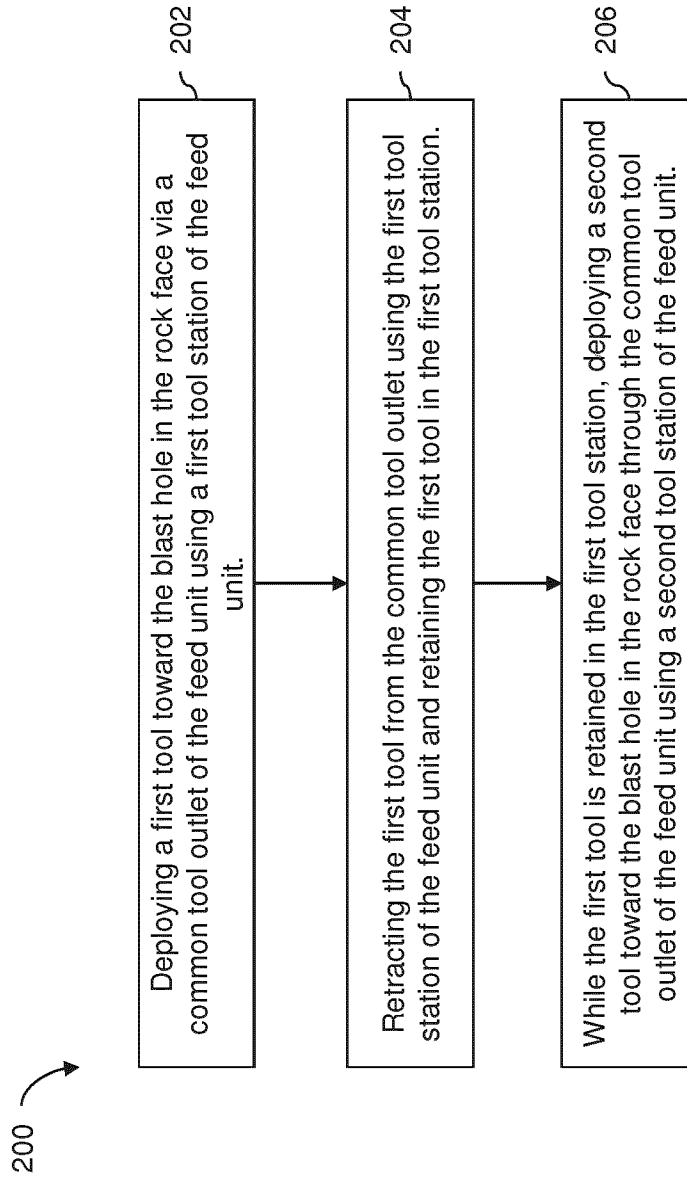 200
Deploying a first tool toward the blast hole in the rock face via a
common tool outlet of the feed unit using a first tool station of the feed
unit.
202
Retracting the first tool from the common tool outlet using the first tool
station of the feed unit and retaining the first tool in the first tool station.
204
While the first tool is retained in the first tool station, deploying a second
tool toward the blast hole in the rock face through the common tool
outlet of the feed unit using a second tool station of the feed unit.
206